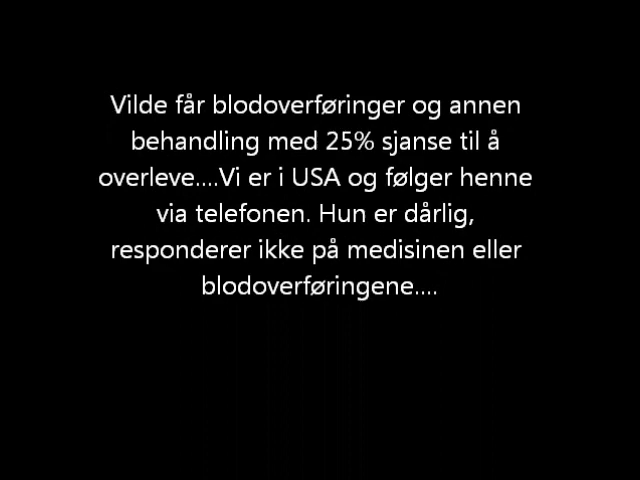 Vilde får blodoverføringer og annen
behandling med 25% sjanse til å
overleve....Vi er i USA og følger henne
via telefonen. Hun er dårlig,
responderer ikke på medisinen eller
blodoverføringene....